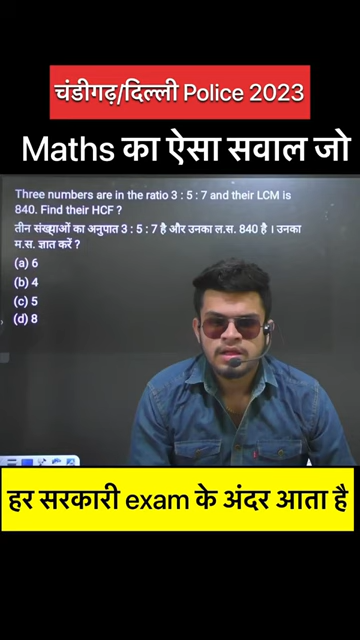 चंडीगढ़/दिल्ली Police 2023
Maths का ऐसा सवाल जो
Three numbers are in the ratio 3 : 5 : 7 and their LCM is
840. Find their HCF ?
तीन संख्याओं का अनुपात 3 : 5 : 7 है और उनका ल.स. 840 है । उनका
म.स. ज्ञात करें ?
(a) 6
(b) 4
(c) 5
(d) 8
हर सरकारी exam के अंदर आता है